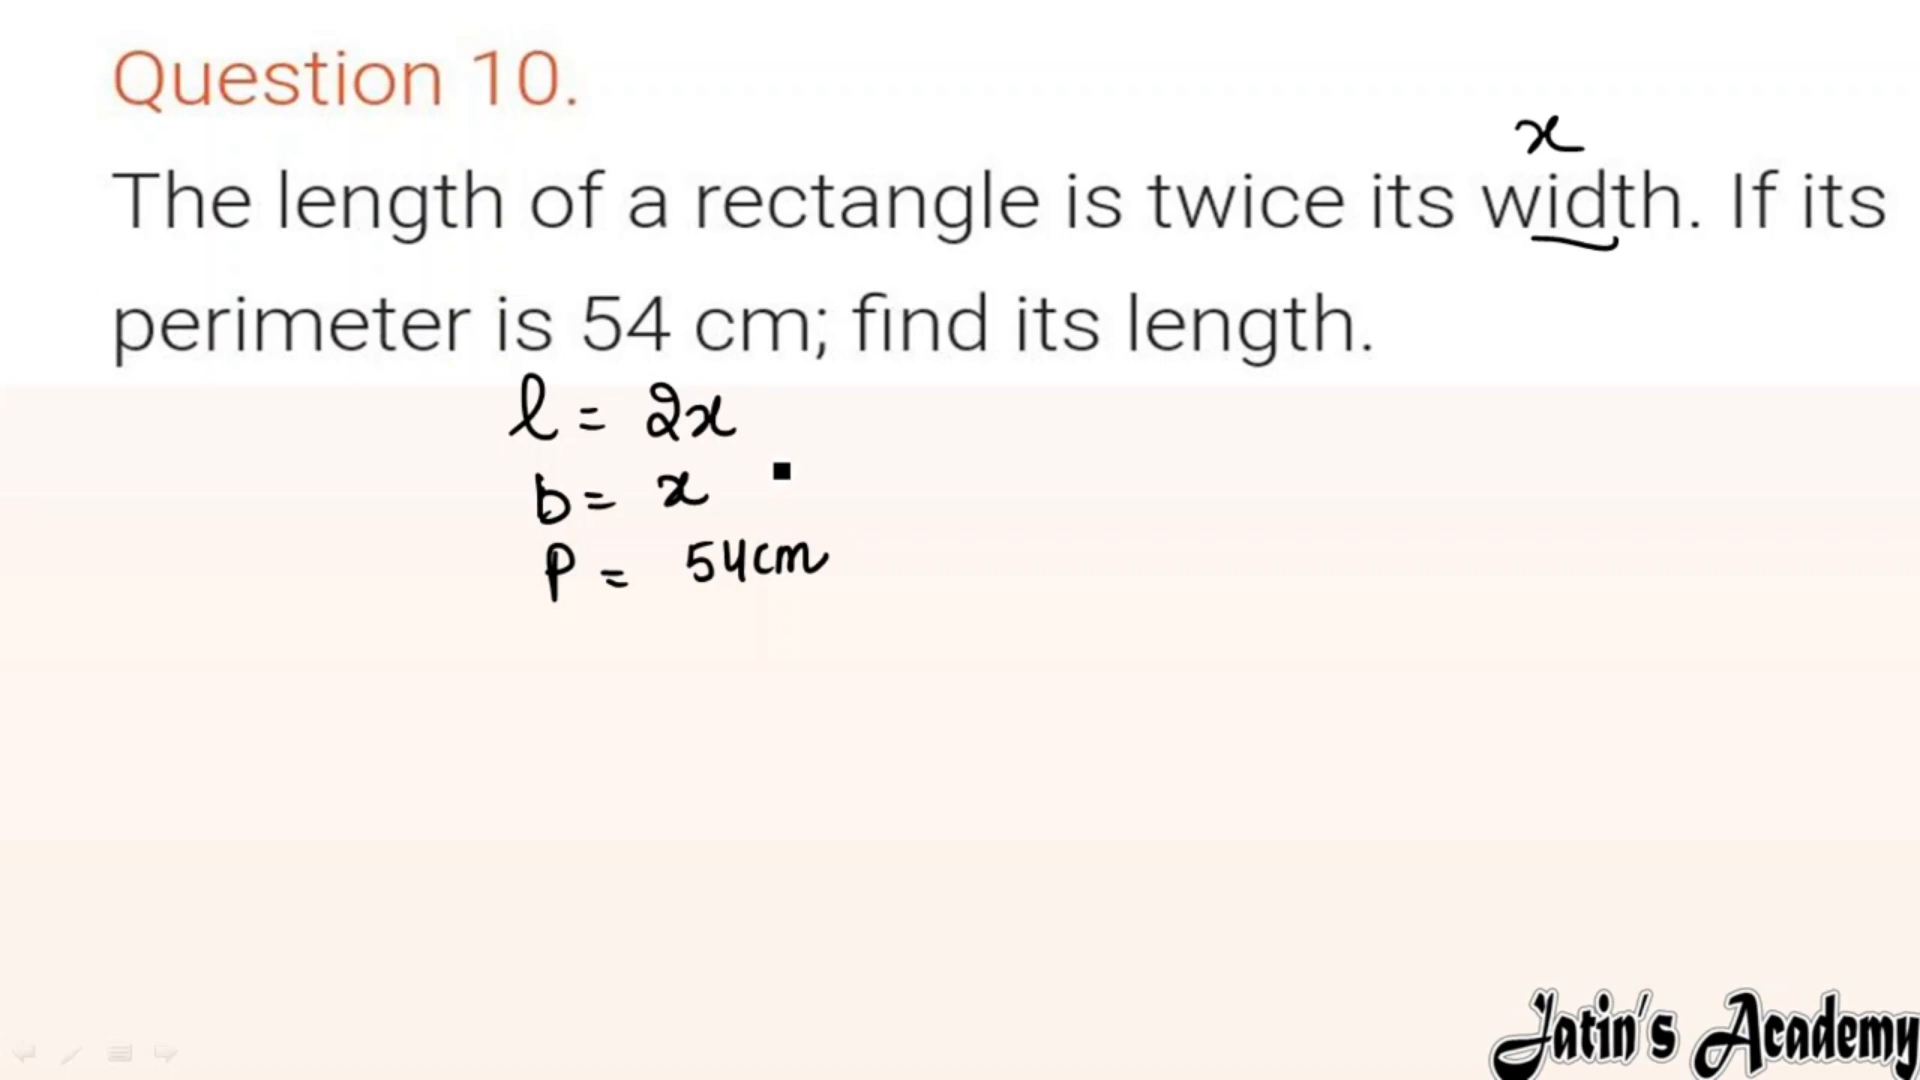 Question 10.
x
The length of a rectangle is twice its width. If its
perimeter is 54 cm; find its length.
l = 2x
b = x
P = 54cm
Jatin's Academy